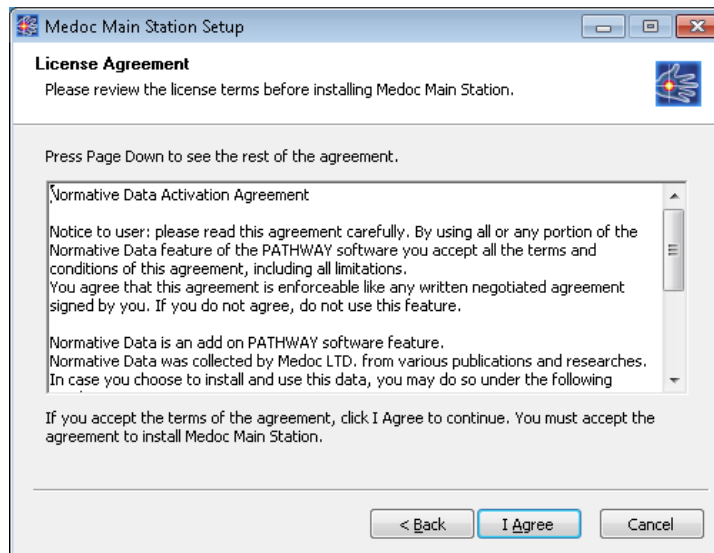 Medoc Main Station Setup
License Agreement
Please review the license terms before installing Medoc Main Station.
Press Page Down to see the rest of the agreement.
Normative Data Activation Agreement
Notice to user: please read this agreement carefully. By using all or any portion of the
Normative Data feature of the PATHWAY software you accept all the terms and
conditions of this agreement, including all limitations.
You agree that this agreement is enforceable like any written negotiated agreement
signed by you. If you do not agree, do not use this feature.
Normative Data is an add on PATHWAY software feature.
Normative Data was collected by Medoc LTD. from various publications and researches.
In case you choose to install and use this data, you may do so under the following
If you accept the terms of the agreement, click I Agree to continue. You must accept the
agreement to install Medoc Main Station.
< Back
I Agree
Cancel